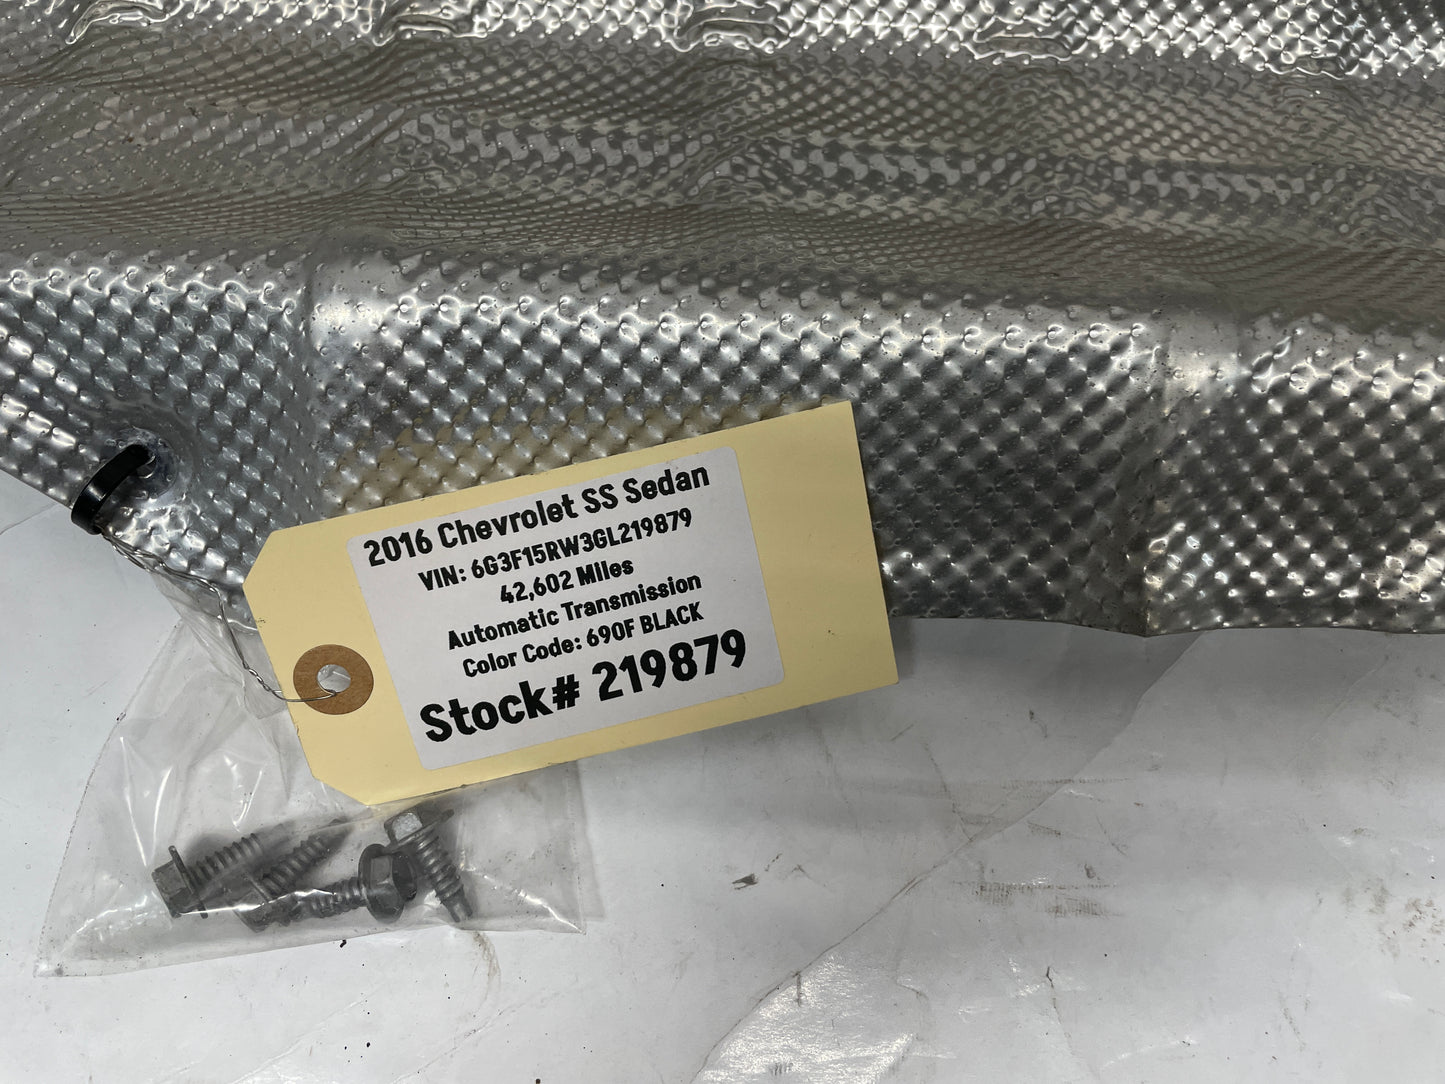 2016 Chevrolet SS Sedan
VIN: 6G3F15RW3GL219879
42,602 Miles
Automatic Transmission
Color Code: 690F BLACK
Stock# 219879